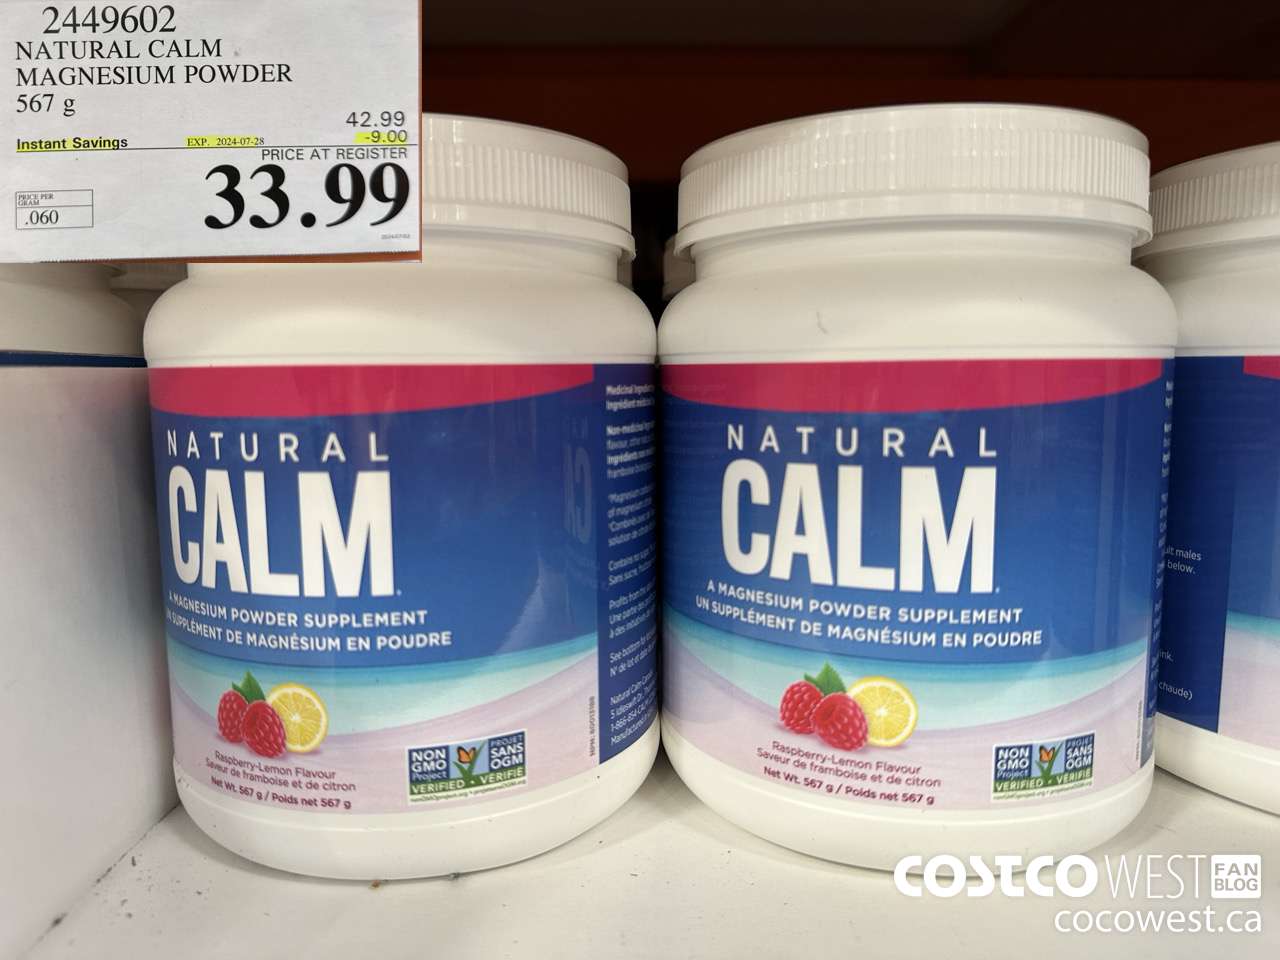 2449602
NATURAL CALM
MAGNESIUM POWDER
567 g
42.99
Instant Savings EXP. 2024-07-28 -9.00
PRICE AT REGISTER
33.99
PRICE PER
GRAM
.060
NATURAL
CALM
A MAGNESIUM POWDER SUPPLEMENT
UN SUPPLÉMENT DE MAGNÉSIUM EN POUDRE
Raspberry-Lemon Flavour
Saveur de framboise et de citron
Net Wt. 567 g / Poids net 567 g
NON
GMO
Project
PROJET
SANS
OGM
VERIFIED • VÉRIFIÉ
NATURAL
CALM
A MAGNESIUM POWDER SUPPLEMENT
UN SUPPLÉMENT DE MAGNÉSIUM EN POUDRE
Raspberry-Lemon Flavour
Saveur de framboise et de citron
Net Wt. 567 g / Poids net 567 g
NON
GMO
Project
PROJET
SANS
OGM
VERIFIED • VÉRIFIÉ
males
below.
chaude)
COSTCO WEST FAN BLOG
cocowest.ca